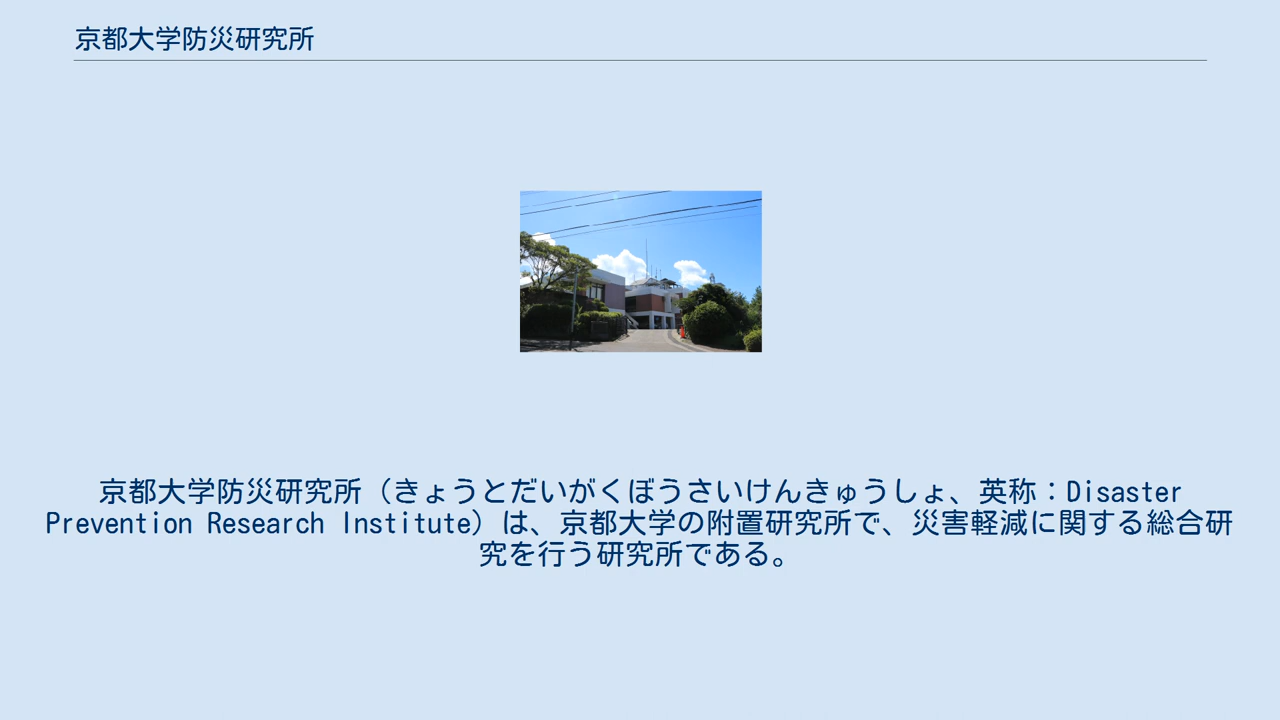 京都大学防災研究所
京都大学防災研究所（きょうとだいがくぼうさいけんきゅうしょ、英称：Disaster
Prevention Research Institute）は、京都大学の附置研究所で、災害軽減に関する総合研
究を行う研究所である。